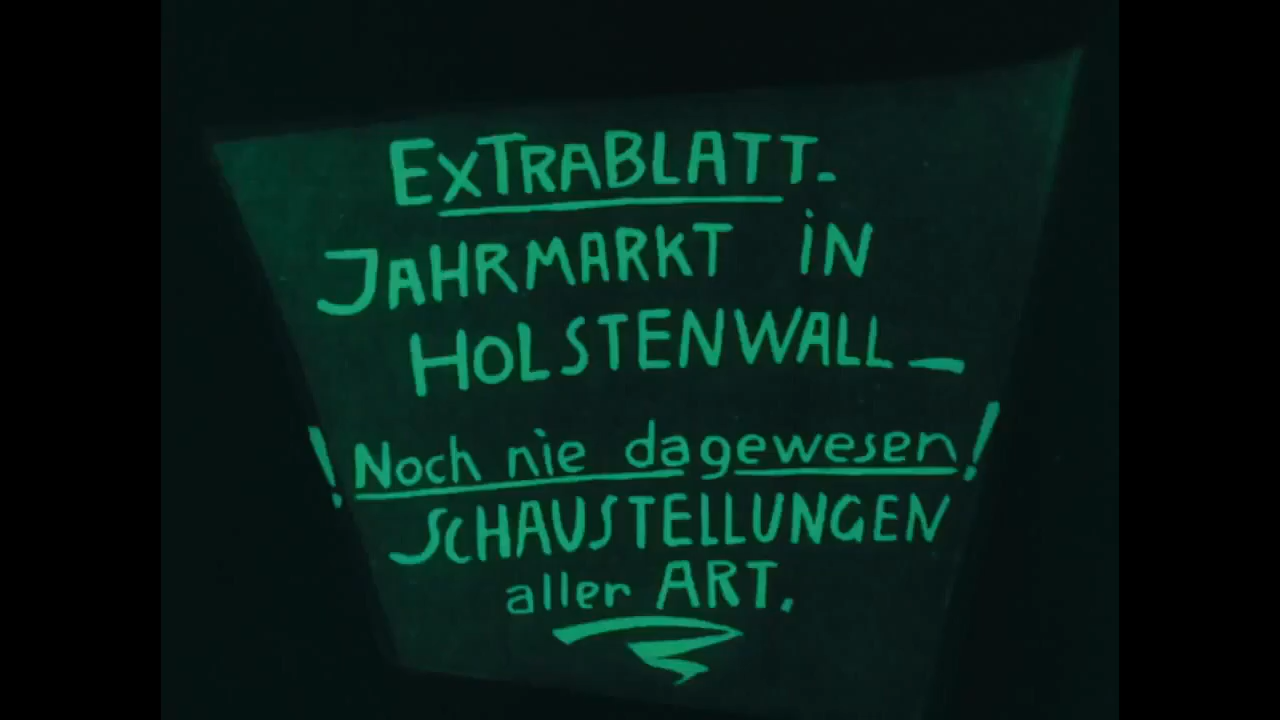 EXTRABLATT-
JAHRMARKT iN
HOLSTENWALL –
! Noch nie dagewesen !
SCHAUSTELLUNGEN
aller ART.